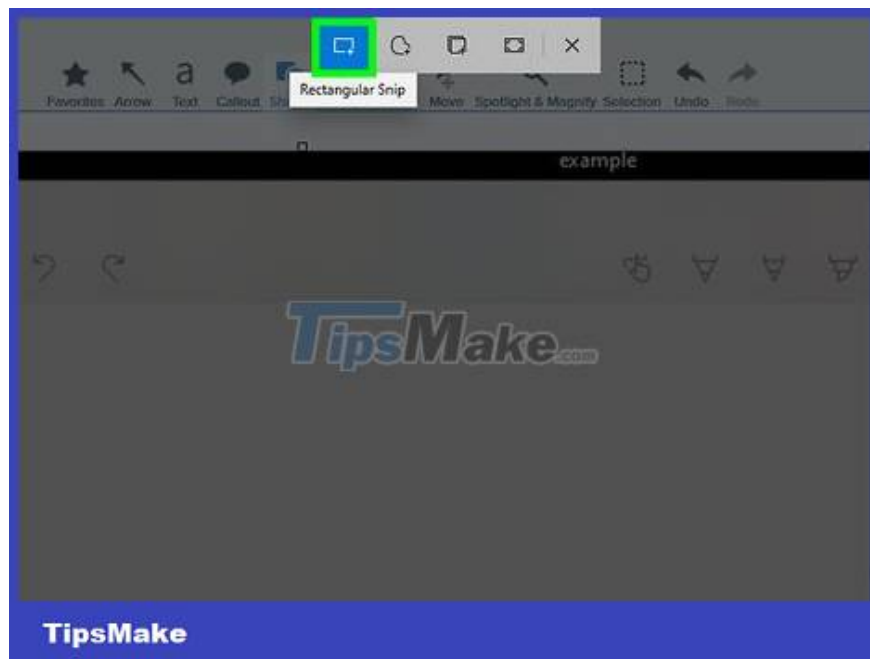 Rectangular Snip
Favorites Arrow Text Callout Move Spotlight & Magnify Selection Undo Redo
example
TipsMake.com
TipsMake